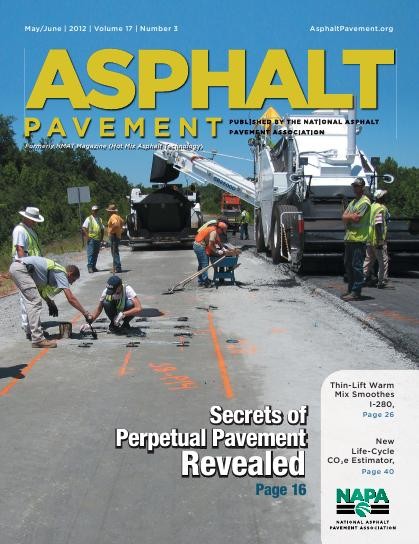 May/June | 2012 | Volume 17 | Number 3
AsphaltPavement.org
ASPHALT
PAVEMENT
PUBLISHED BY THE NATIONAL ASPHALT
PAVEMENT ASSOCIATION
Formerly HMAT Magazine (Hot Mix Asphalt Technology)
Secrets of
Perpetual Pavement
Revealed
Page 16
Thin-Lift Warm
Mix Smoothes
I-280,
Page 26
New
Life-Cycle
CO₂e Estimator,
Page 40
NAPA
NATIONAL ASPHALT
PAVEMENT ASSOCIATION